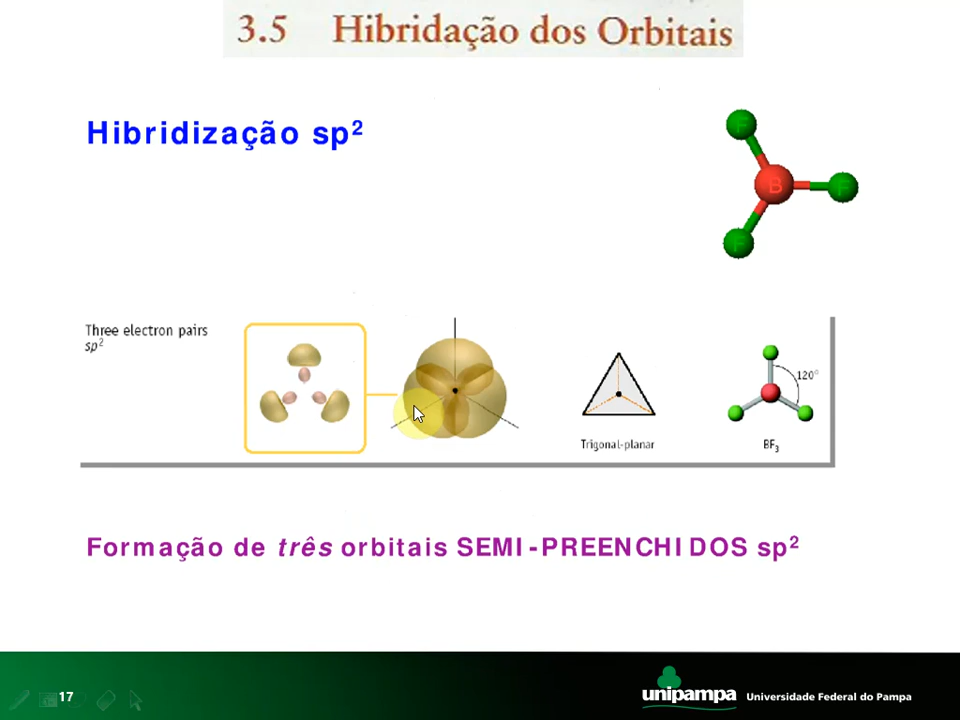 3.5 Hibridação dos Orbitais
Hibridização sp²
F
B
F
F
Three electron pairs
sp²
120°
Trigonal-planar
BF₃
Formação de três orbitais SEMI-PREENCHIDOS sp²
17
unipampa
Universidade Federal do Pampa